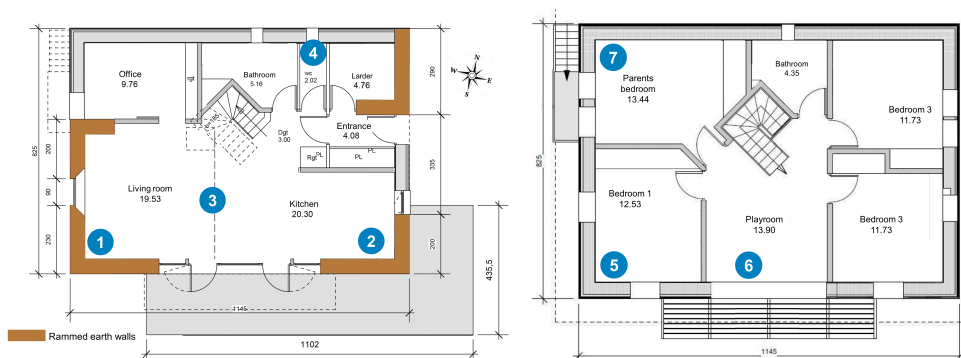 4
Office
9.76
rgt
Bathroom
5.16
wc
2.02
Larder
4.76
N
W
E
S
290
825
200
Dgt
3.00
Entrance
4.08
PL
Rgt
PL
PL
335
90
Living room
19.53
3
Kitchen
20.30
230
1
2
200
435,5
1145
Rammed earth walls
1102
7
Parents
bedroom
13.44
Bathroom
4.35
Bedroom 3
11.73
825
Bedroom 1
12.53
Playroom
13.90
Bedroom 3
11.73
5
6
1145